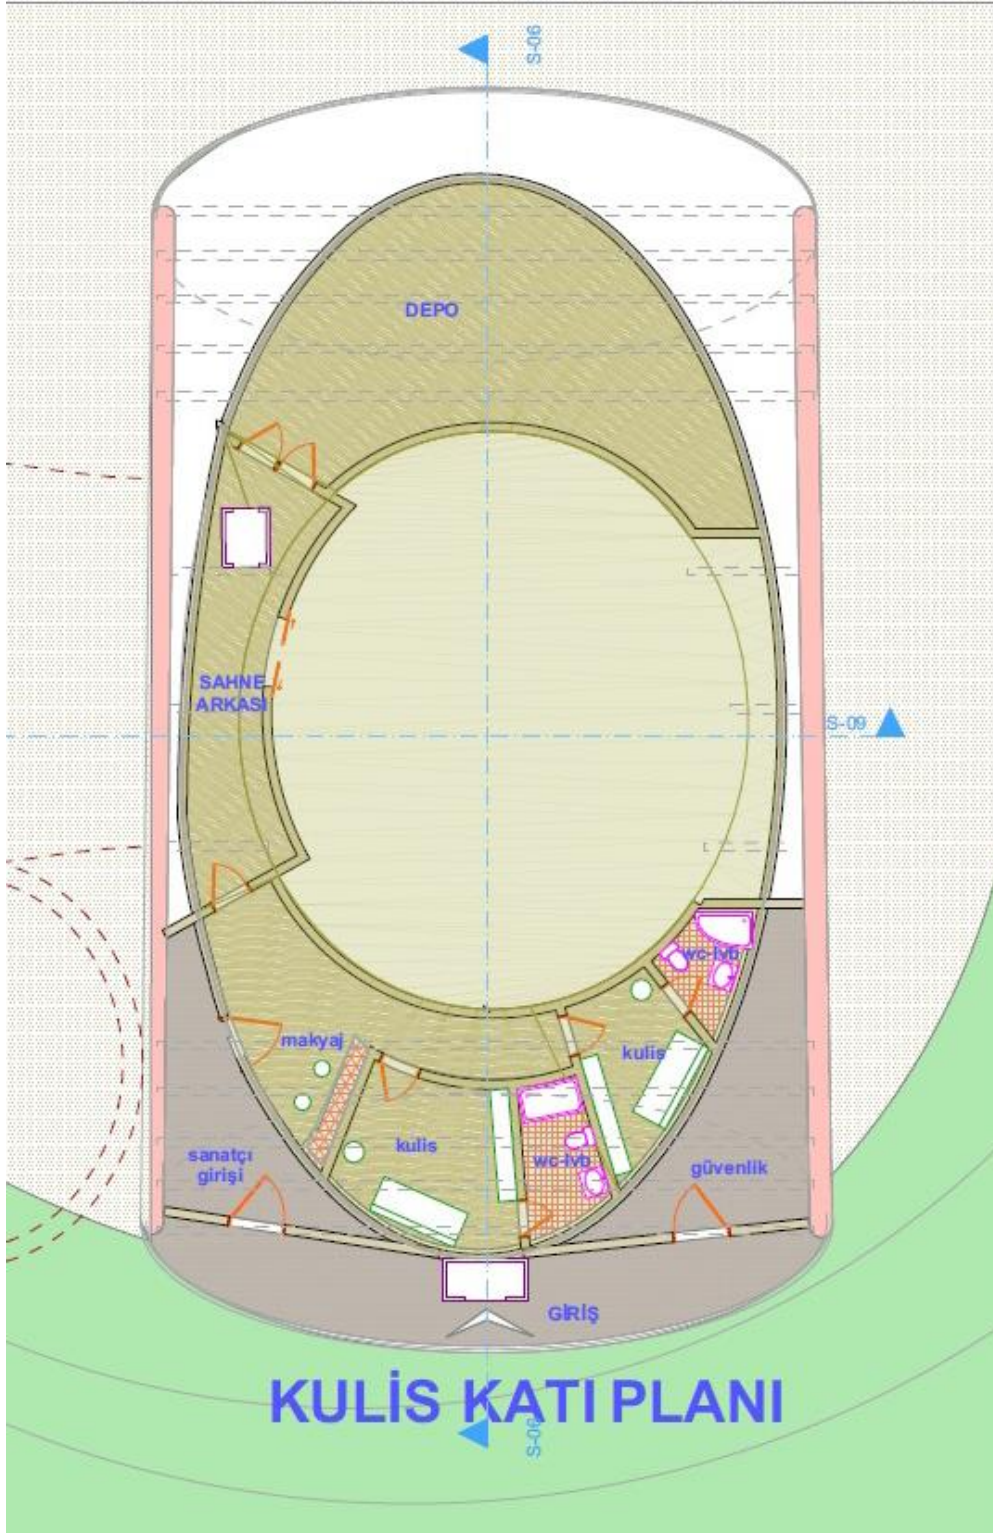 S-06
DEPO
SAHNE
ARKASI
S-09
wc-lvb
makyaj
kulis
kulis
sanatçı
girişi
wc-lvb
güvenlik
GİRİŞ
KULİS KATI PLANI
S-06